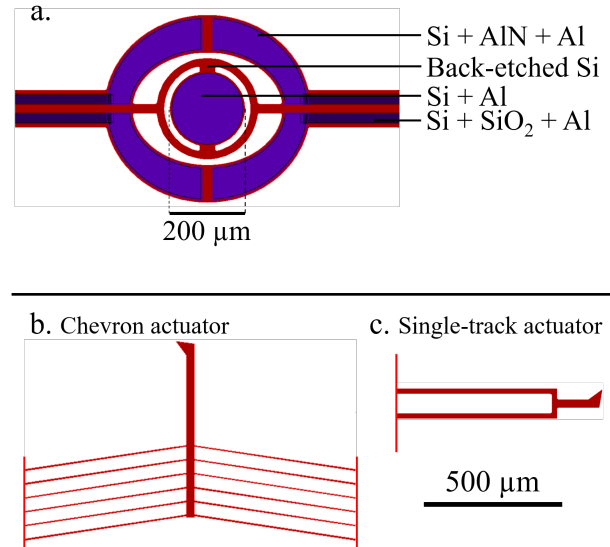 a.
Si + AlN + Al
Back-etched Si
Si + Al
Si + SiO₂ + Al
200 µm
b. Chevron actuator
c. Single-track actuator
500 µm